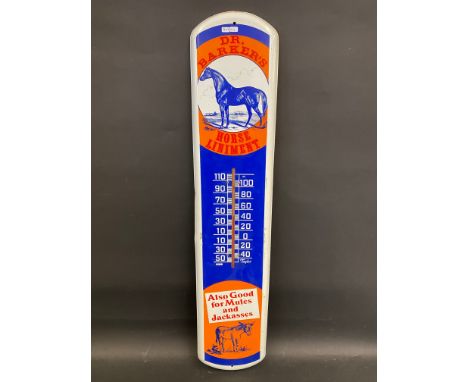 DR.
BARKER'S
HORSE
LINIMENT
110 100
90 80
70 60
50 40
30 20
10 0
10 20
30 40
50
Also Good
for Mules
and
Jackasses